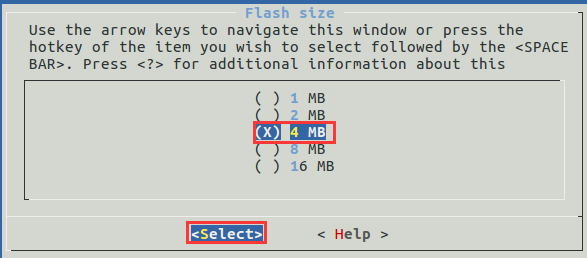 Flash size
Use the arrow keys to navigate this window or press the
hotkey of the item you wish to select followed by the <SPACE
BAR>. Press <?> for additional information about this
( ) 1 MB
( ) 2 MB
(X) 4 MB
( ) 8 MB
( ) 16 MB
<Select> < Help >